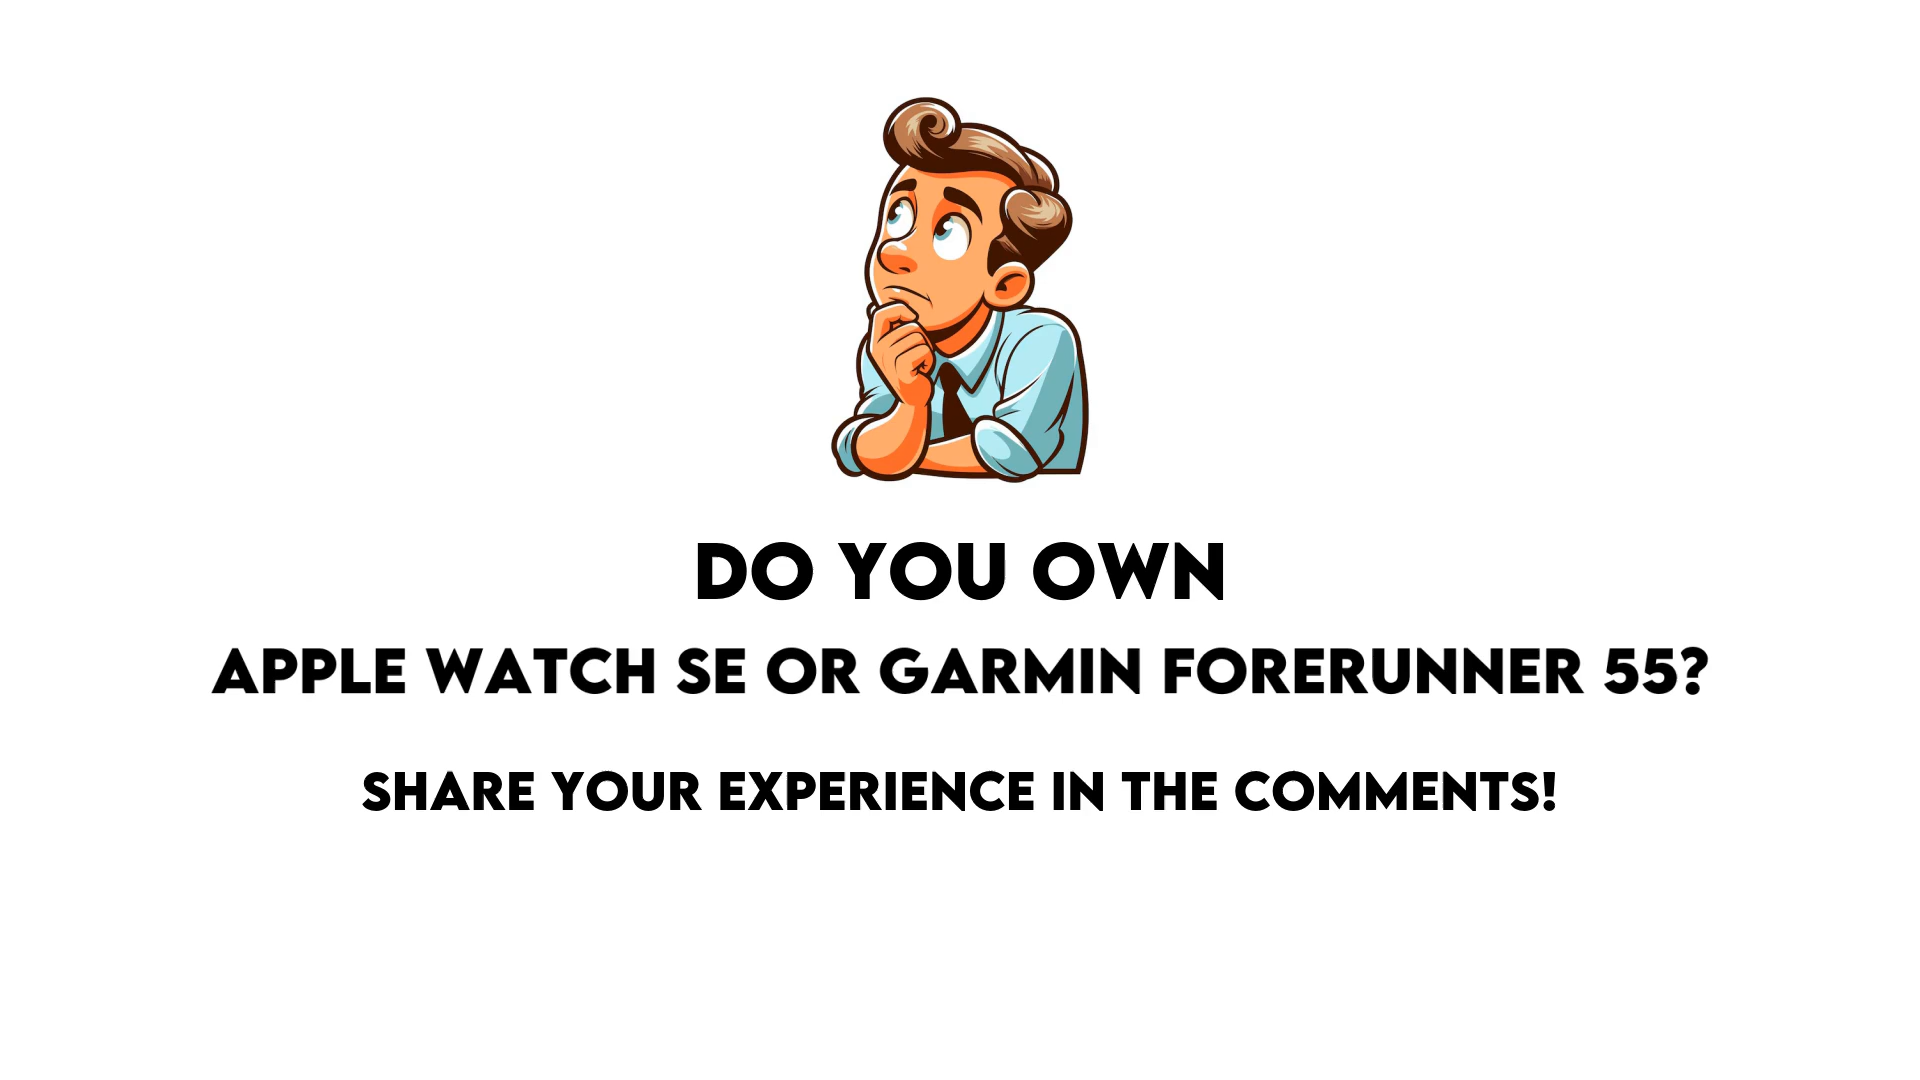 DO YOU OWN
APPLE WATCH SE OR GARMIN FORERUNNER 55?
SHARE YOUR EXPERIENCE IN THE COMMENTS!